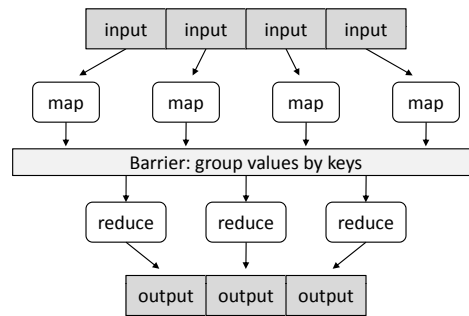 input input input input
map map map map
Barrier: group values by keys
reduce reduce reduce
output output output